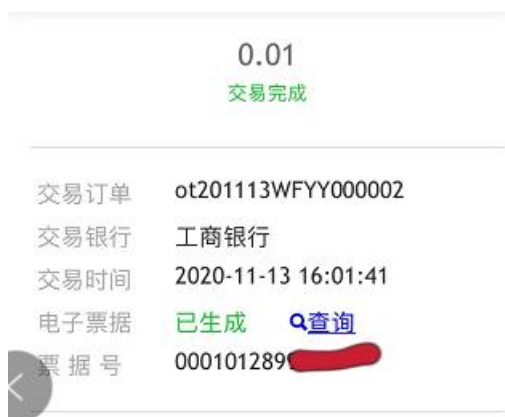 0.01
交易完成
交易订单 ot201113WFYY000002
交易银行 工商银行
交易时间 2020-11-13 16:01:41
电子票据 已生成 查询
票据号 000101289